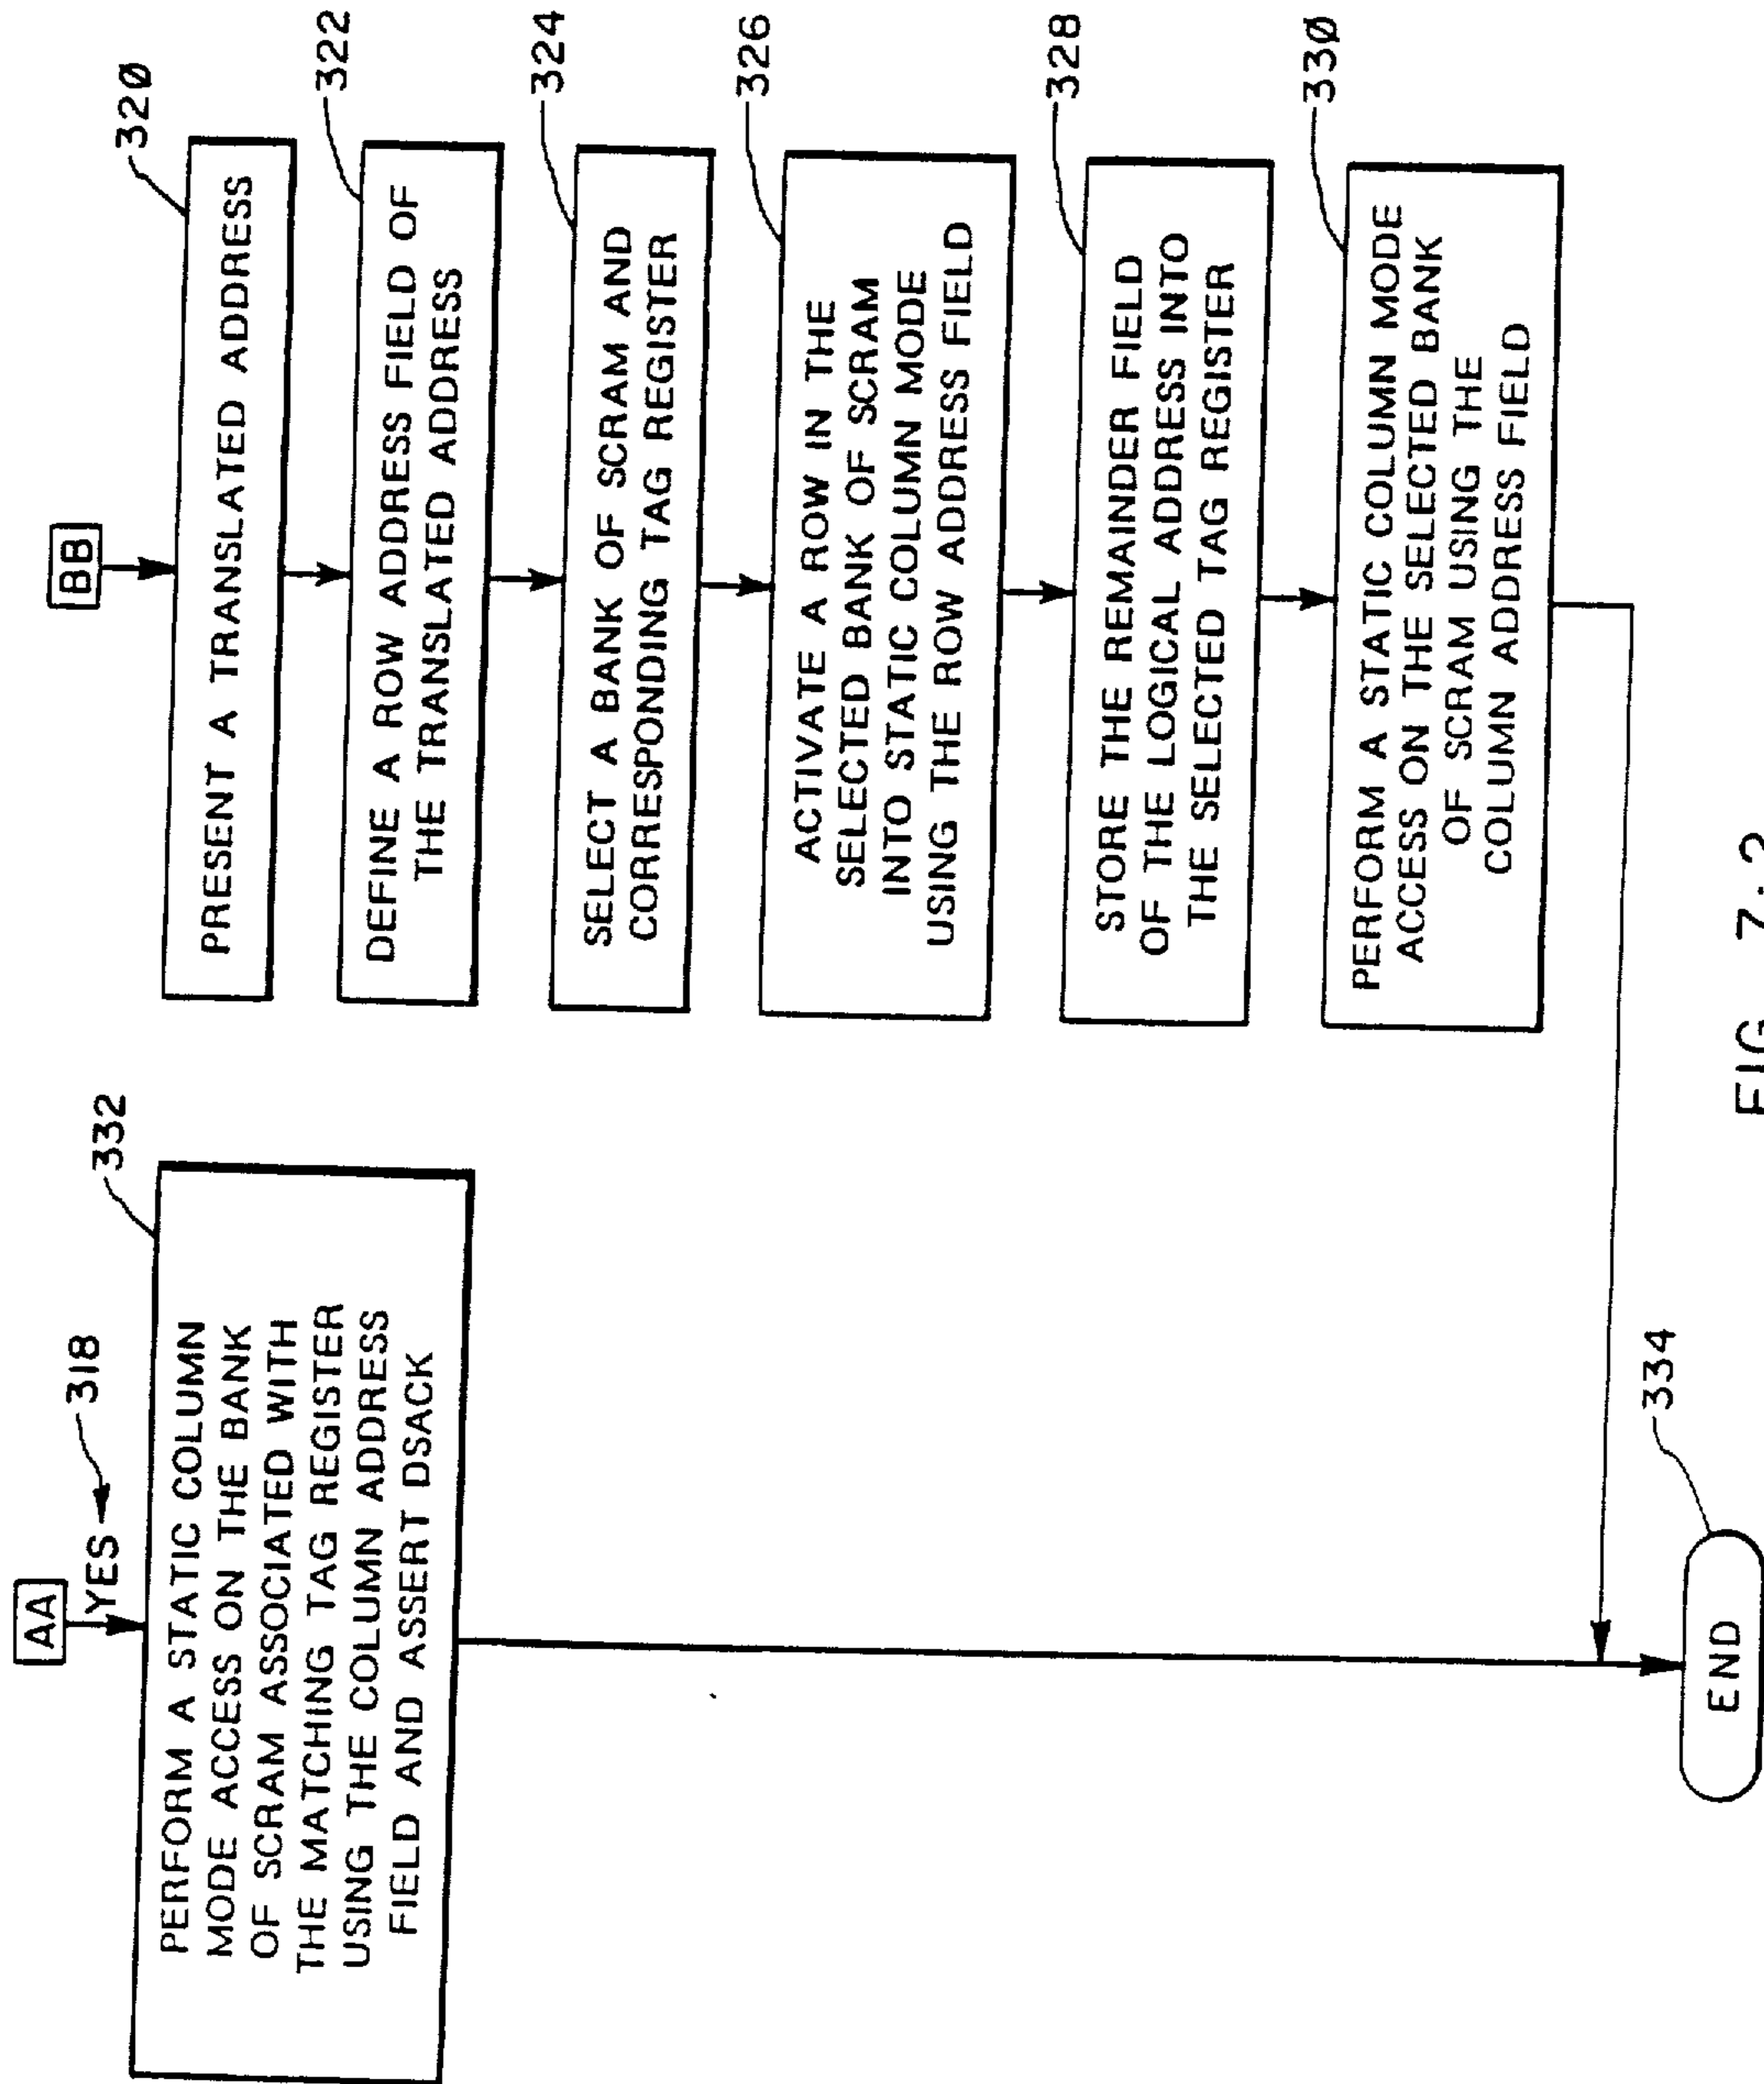 AA
YES
318
332
PERFORM A STATIC COLUMN
MODE ACCESS ON THE BANK
OF SCRAM ASSOCIATED WITH
THE MATCHING TAG REGISTER
USING THE COLUMN ADDRESS
FIELD AND ASSERT DSACK
BB
320
PRESENT A TRANSLATED ADDRESS
322
DEFINE A ROW ADDRESS FIELD OF
THE TRANSLATED ADDRESS
324
SELECT A BANK OF SCRAM AND
CORRESPONDING TAG REGISTER
326
ACTIVATE A ROW IN THE
SELECTED BANK OF SCRAM
INTO STATIC COLUMN MODE
USING THE ROW ADDRESS FIELD
328
STORE THE REMAINDER FIELD
OF THE LOGICAL ADDRESS INTO
THE SELECTED TAG REGISTER
330
PERFORM A STATIC COLUMN MODE
ACCESS ON THE SELECTED BANK
OF SCRAM USING THE
COLUMN ADDRESS FIELD
334
END